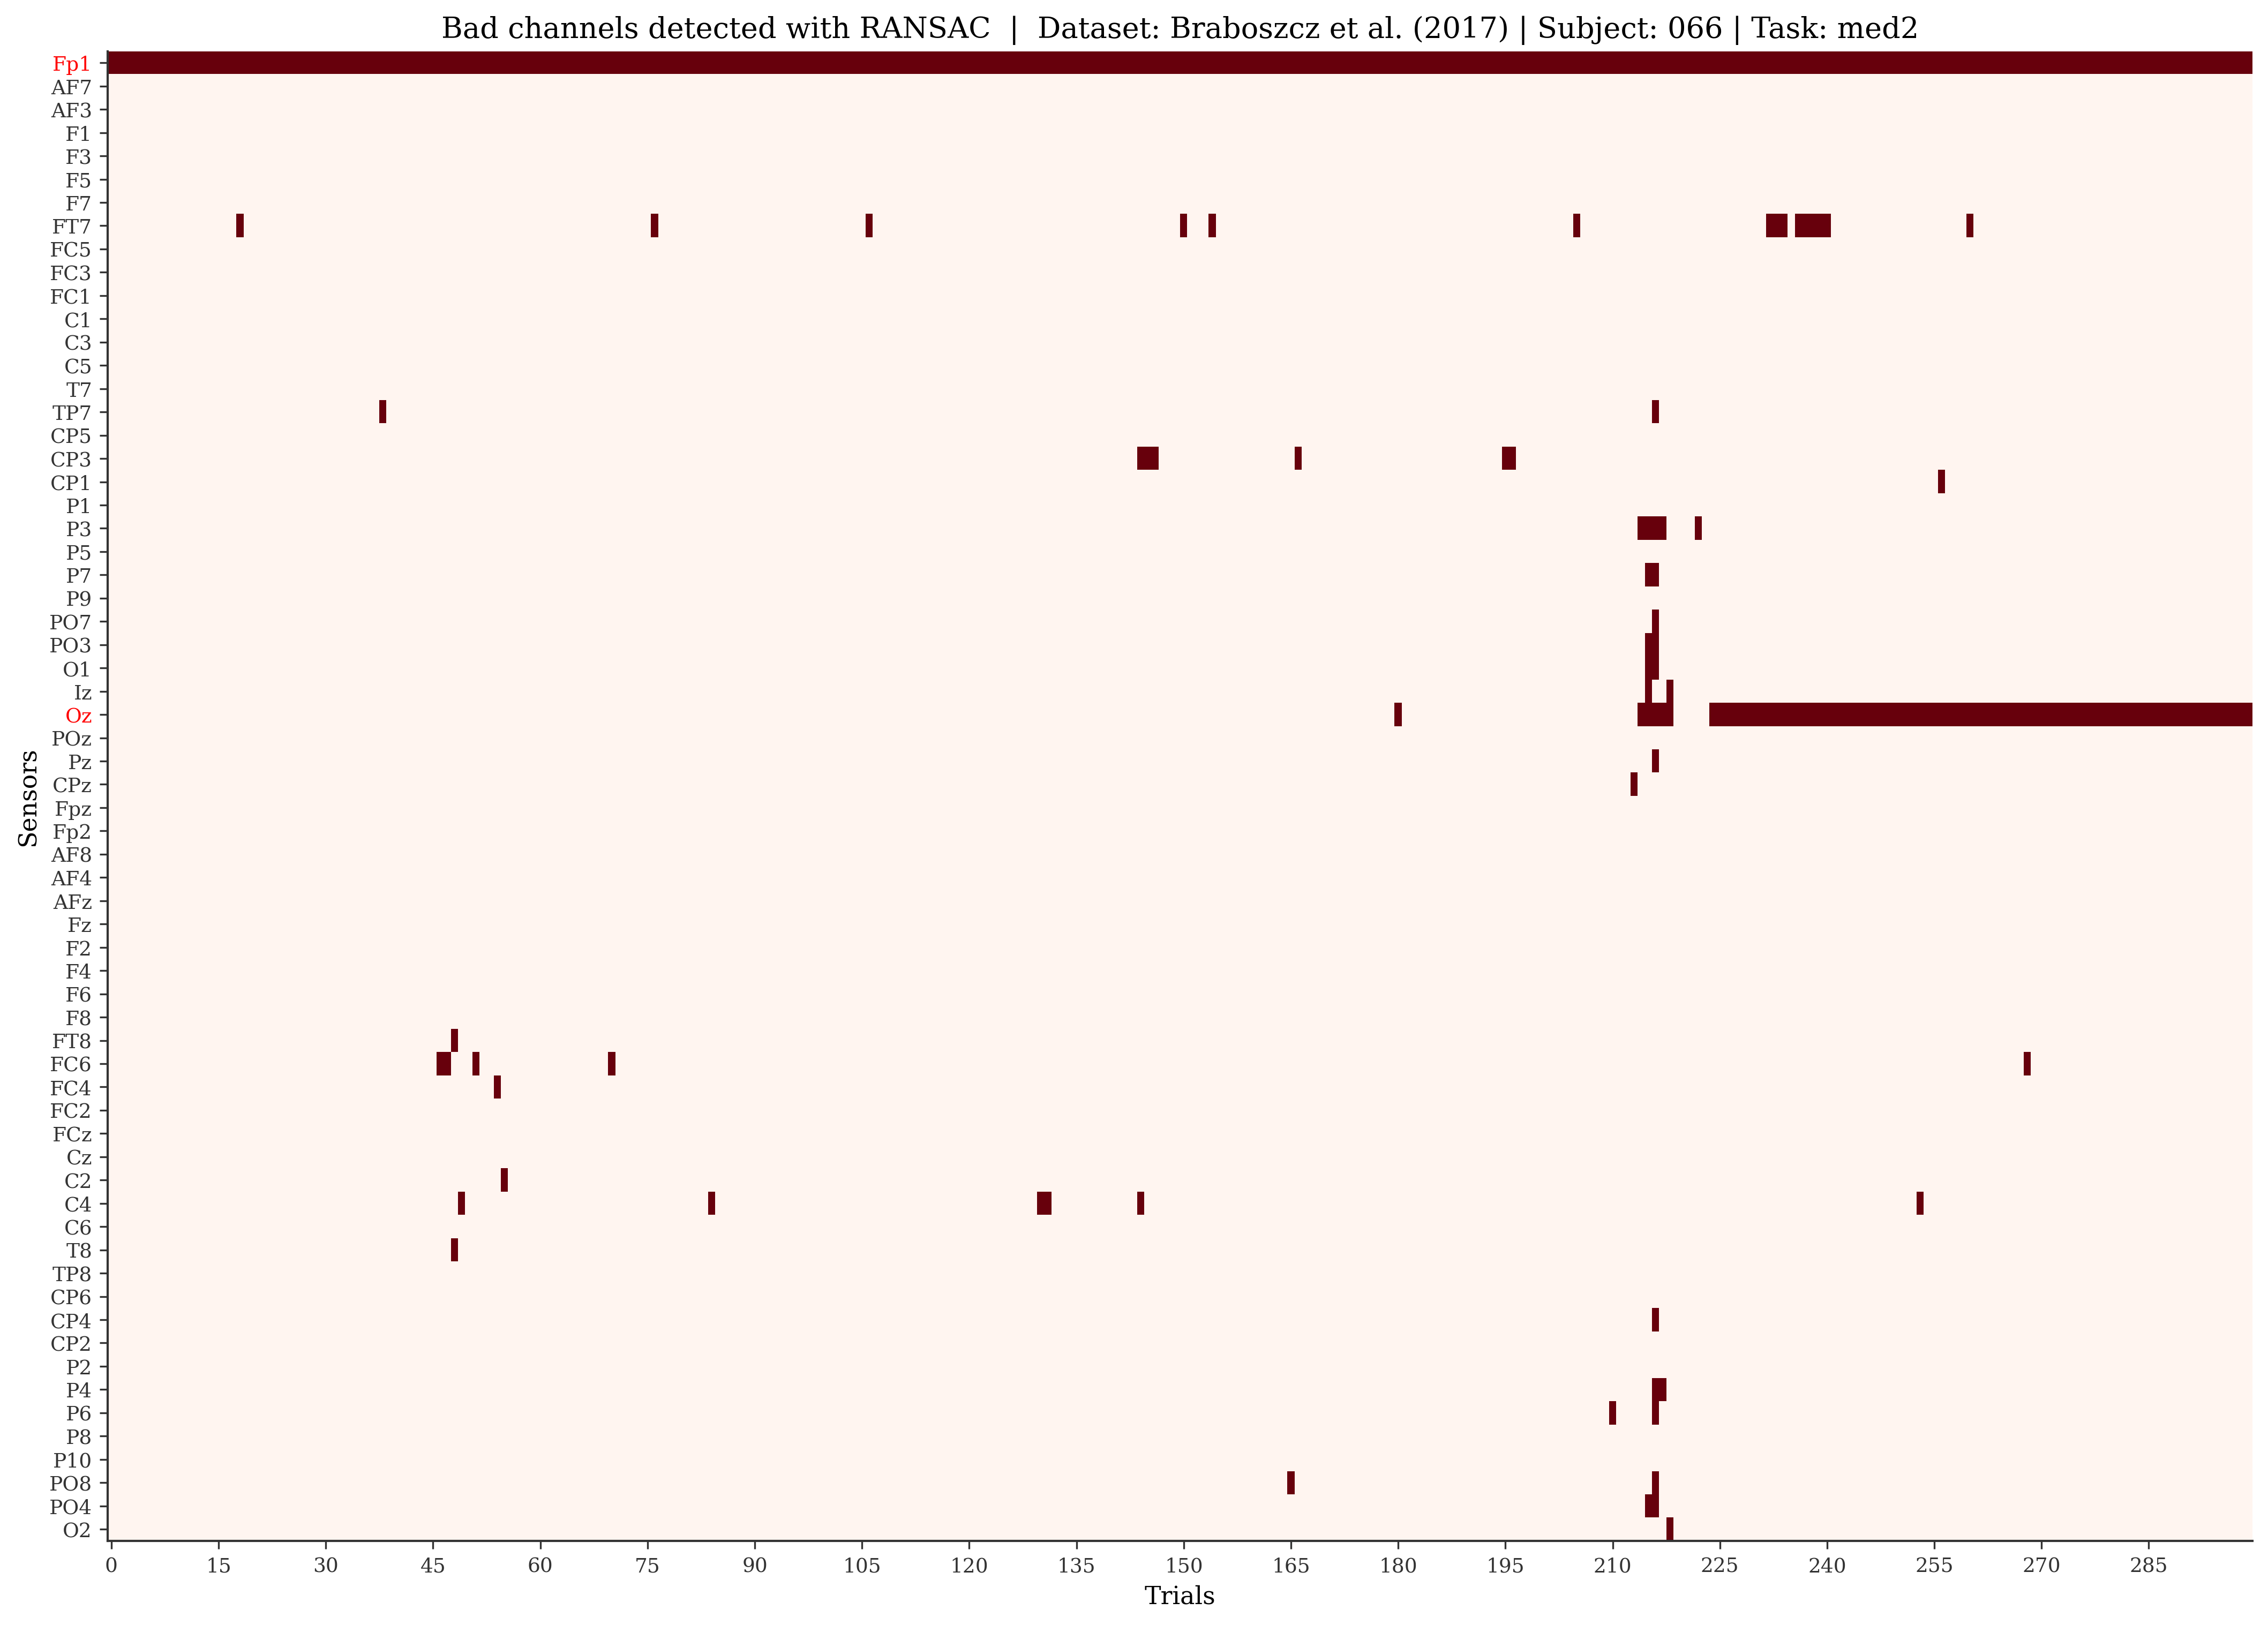 Bad channels detected with RANSAC | Dataset: Braboszcz et al. (2017) | Subject: 066 | Task: med2
Sensors
Fp1
AF7
AF3
F1
F3
F5
F7
FT7
FC5
FC3
FC1
C1
C3
C5
T7
TP7
CP5
CP3
CP1
P1
P3
P5
P7
P9
PO7
PO3
O1
Iz
Oz
POz
Pz
CPz
Fpz
Fp2
AF8
AF4
AFz
Fz
F2
F4
F6
F8
FT8
FC6
FC4
FC2
FCz
Cz
C2
C4
C6
T8
TP8
CP6
CP4
CP2
P2
P4
P6
P8
P10
PO8
PO4
O2
0 15 30 45 60 75 90 105 120 135 150 165 180 195 210 225 240 255 270 285
Trials